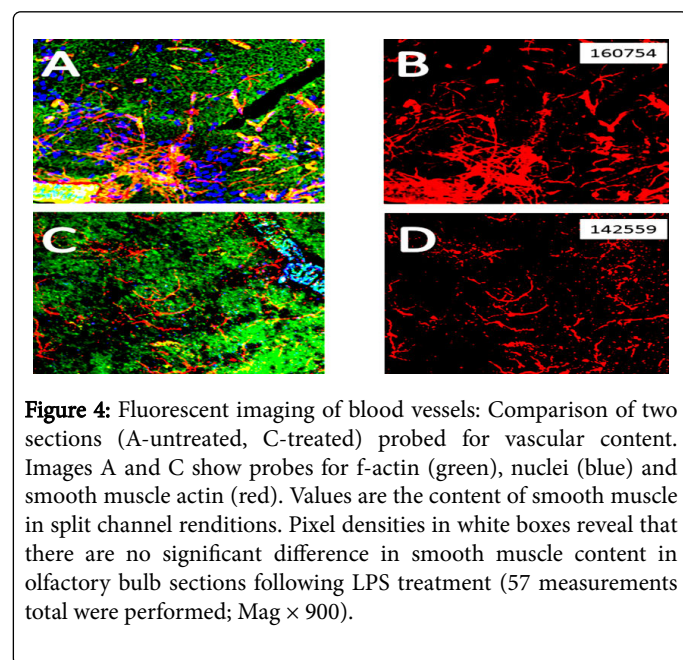 A
B
160754
C
D
142559
Figure 4: Fluorescent imaging of blood vessels: Comparison of two
sections (A-untreated, C-treated) probed for vascular content.
Images A and C show probes for f-actin (green), nuclei (blue) and
smooth muscle actin (red). Values are the content of smooth muscle
in split channel renditions. Pixel densities in white boxes reveal that
there are no significant difference in smooth muscle content in
olfactory bulb sections following LPS treatment (57 measurements
total were performed; Mag × 900).